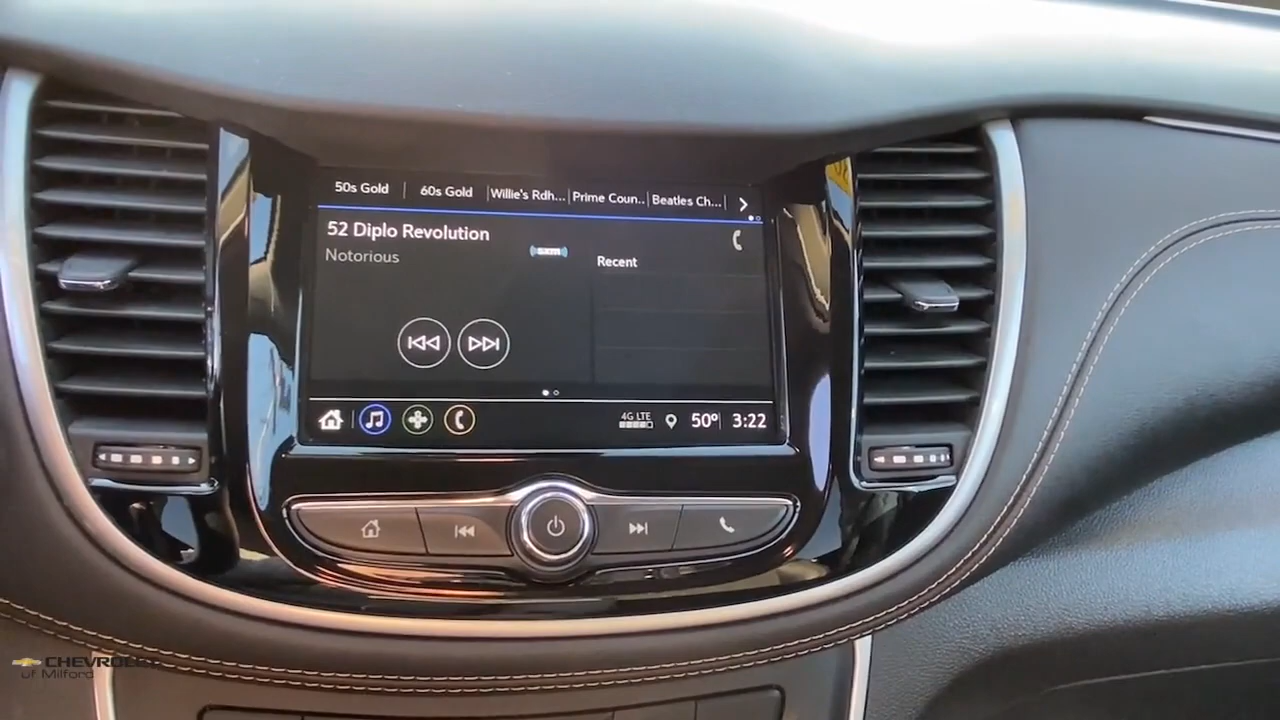 50s Gold 60s Gold Willie's Rdh... Prime Coun.. Beatles Ch...
52 Diplo Revolution
Notorious
((SXM))
Recent
4G LTE
50° 3:22
CHEVROLET
of Milford